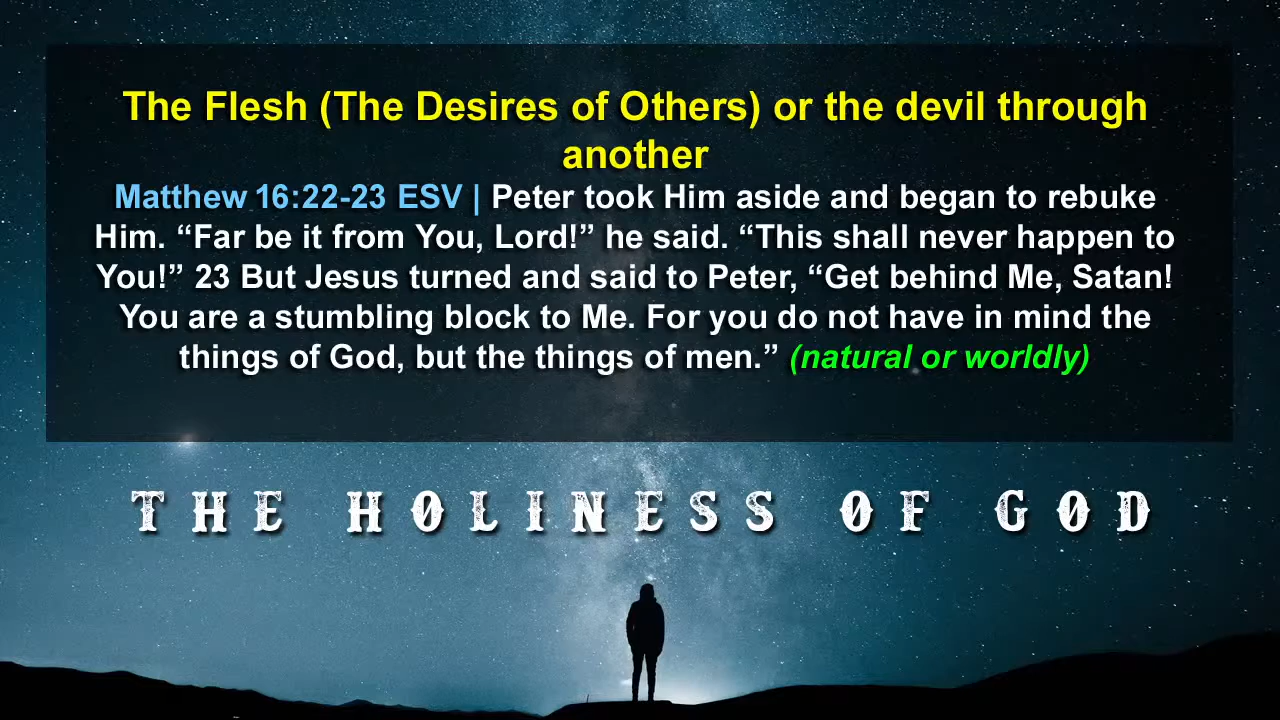 The Flesh (The Desires of Others) or the devil through
another
Matthew 16:22-23 ESV | Peter took Him aside and began to rebuke
Him. “Far be it from You, Lord!” he said. “This shall never happen to
You!” 23 But Jesus turned and said to Peter, “Get behind Me, Satan!
You are a stumbling block to Me. For you do not have in mind the
things of God, but the things of men.” (natural or worldly)
THE HOLINESS OF GOD